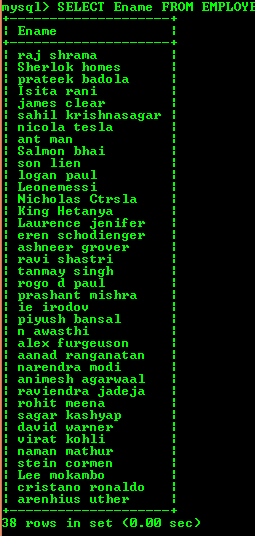 mysql> SELECT Ename FROM EMPLOYE
+---------------------+
| Ename               |
+---------------------+
| raj shrama          |
| Sherlok homes       |
| prateek badola      |
| Isita rani          |
| james clear         |
| sahil krishnasagar  |
| nicola tesla        |
| ant man             |
| Salmon bhai         |
| son lien            |
| logan paul          |
| Leonemessi          |
| Nicholas Ctrsla     |
| King Hetanya        |
| Laurence jenifer    |
| eren schodienger    |
| ashneer grover      |
| ravi shastri        |
| tanmay singh        |
| rogo d paul         |
| prashant mishra     |
| ie irodov           |
| piyush bansal       |
| n awasthi           |
| alex furgeuson      |
| aanad ranganatan    |
| narendra modi       |
| animesh agarwaal    |
| raviendra jadeja    |
| rohit meena         |
| sagar kashyap       |
| david warner        |
| virat kohli         |
| naman mathur        |
| stein cormen        |
| Lee mokambo         |
| cristano ronaldo    |
| arenhius uther      |
+---------------------+
38 rows in set (0.00 sec)